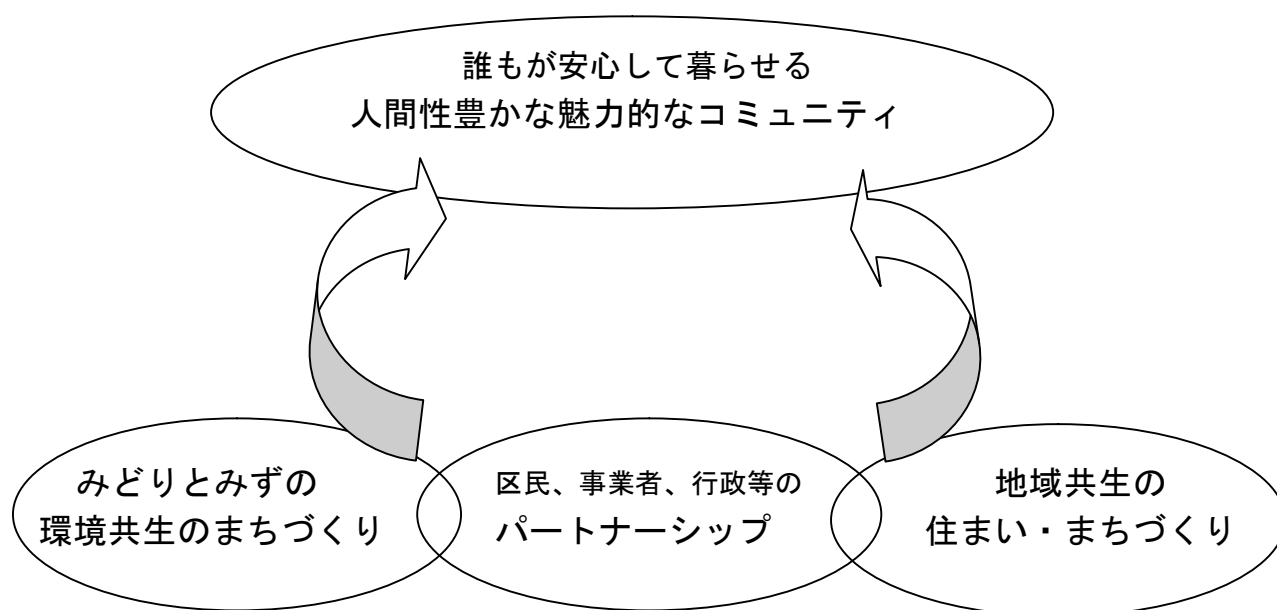 誰もが安心して暮らせる
人間性豊かな魅力的なコミュニティ
みどりとみずの
環境共生のまちづくり
区民、事業者、行政等の
パートナーシップ
地域共生の
住まい・まちづくり